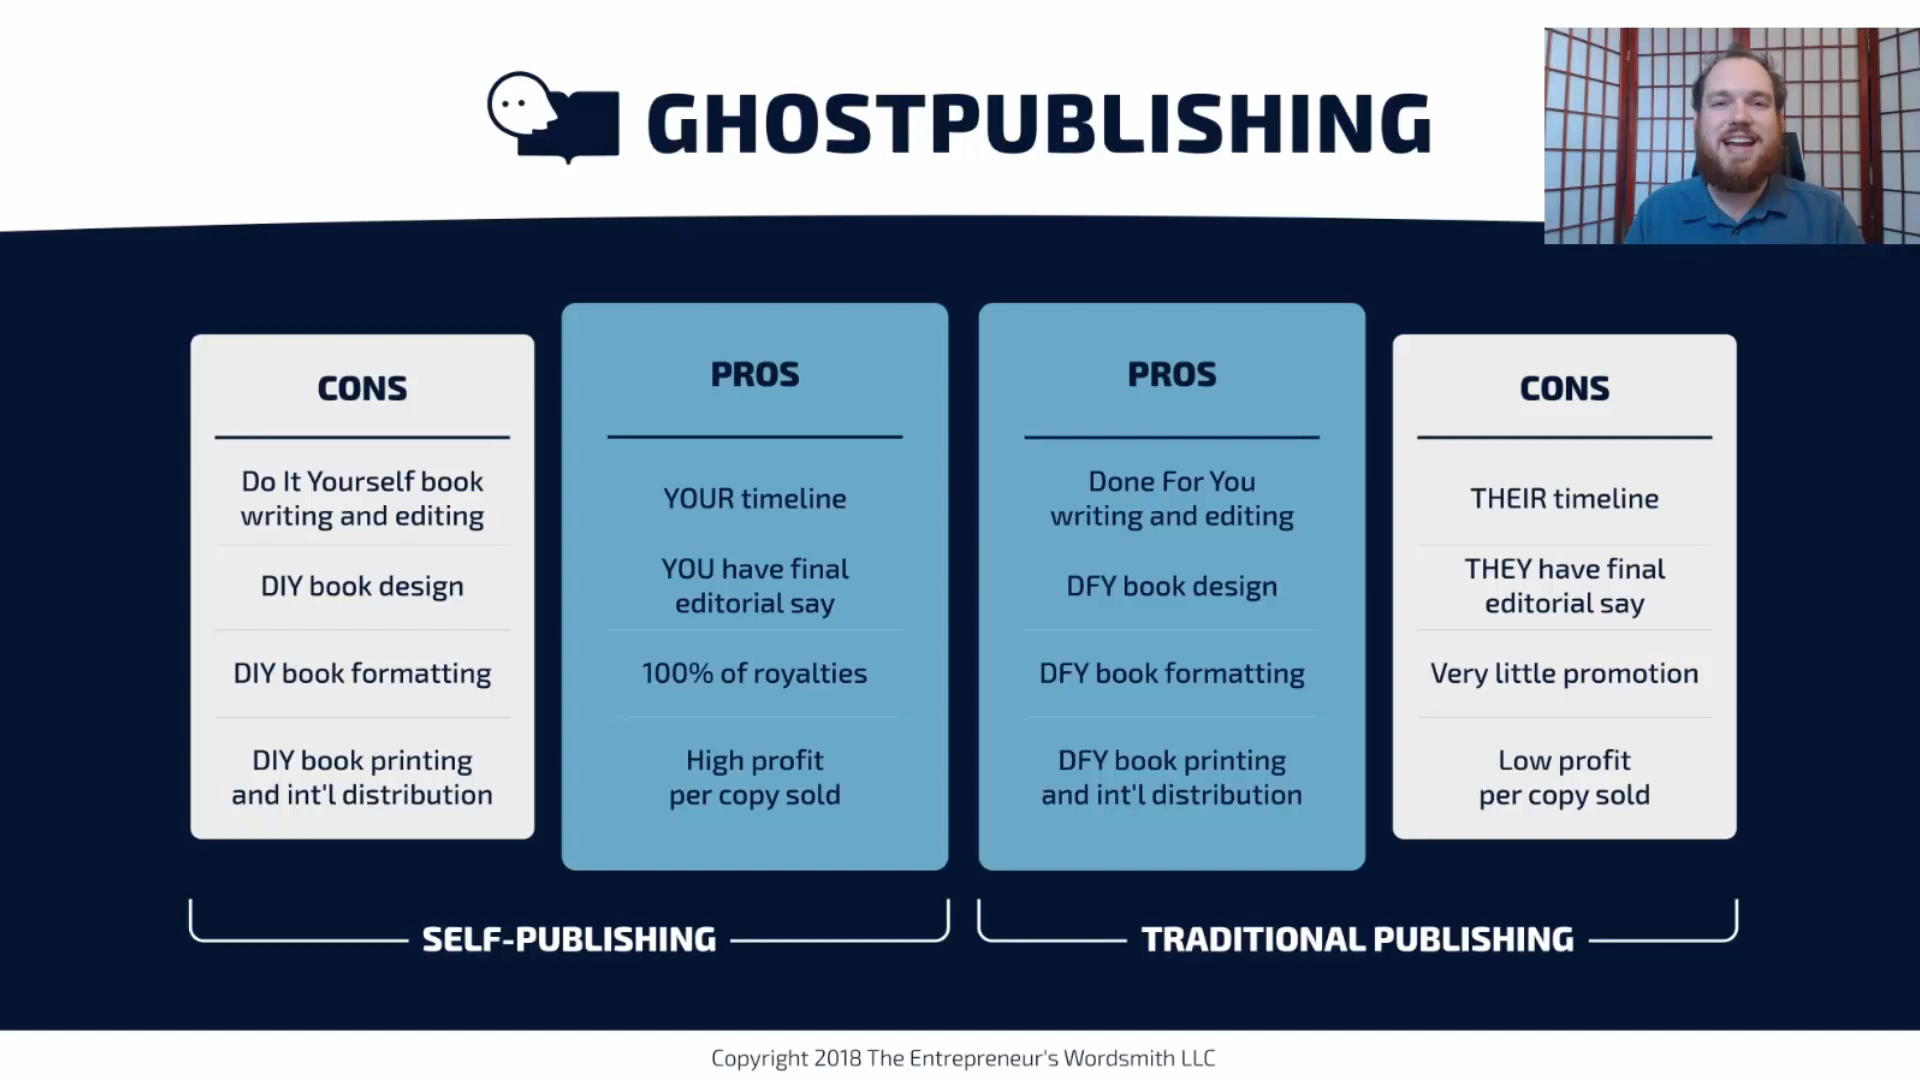 GHOSTPUBLISHING
CONS
Do It Yourself book
writing and editing
DIY book design
DIY book formatting
DIY book printing
and int'l distribution
PROS
YOUR timeline
YOU have final
editorial say
100% of royalties
High profit
per copy sold
PROS
Done For You
writing and editing
DFY book design
DFY book formatting
DFY book printing
and int'l distribution
CONS
THEIR timeline
THEY have final
editorial say
Very little promotion
Low profit
per copy sold
SELF-PUBLISHING
TRADITIONAL PUBLISHING
Copyright 2018 The Entrepreneur's Wordsmith LLC